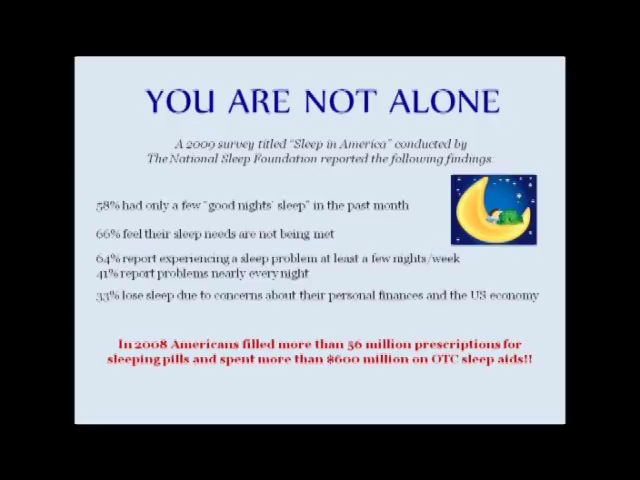 YOU ARE NOT ALONE
A 2009 survey titled "Sleep in America" conducted by
The National Sleep Foundation reported the following findings:
58% had only a few "good nights' sleep" in the past month
66% feel their sleep needs are not being met
64% report experiencing a sleep problem at least a few nights/week
41% report problems nearly every night
33% lose sleep due to concerns about their personal finances and the US economy
In 2008 Americans filled more than 56 million prescriptions for
sleeping pills and spent more than $600 million on OTC sleep aids!!